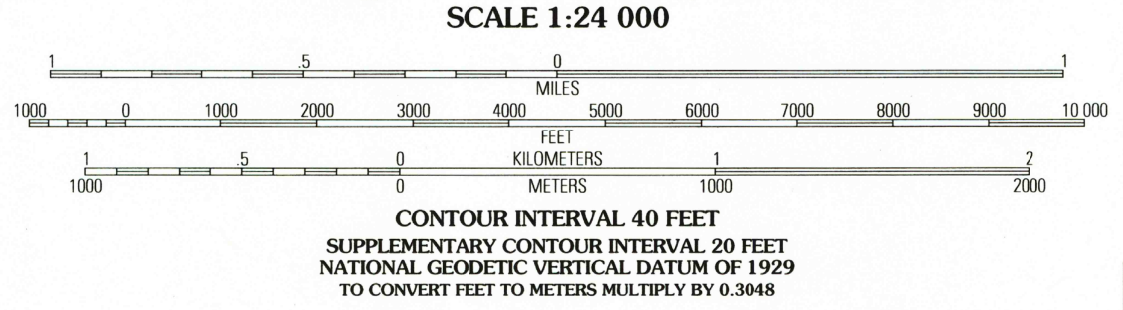 SCALE 1:24 000
1 .5 0 1
MILES
1000 0 1000 2000 3000 4000 5000 6000 7000 8000 9000 10 000
FEET
1 .5 0 KILOMETERS 1 2
1000 0 METERS 1000 2000
CONTOUR INTERVAL 40 FEET
SUPPLEMENTARY CONTOUR INTERVAL 20 FEET
NATIONAL GEODETIC VERTICAL DATUM OF 1929
TO CONVERT FEET TO METERS MULTIPLY BY 0.3048